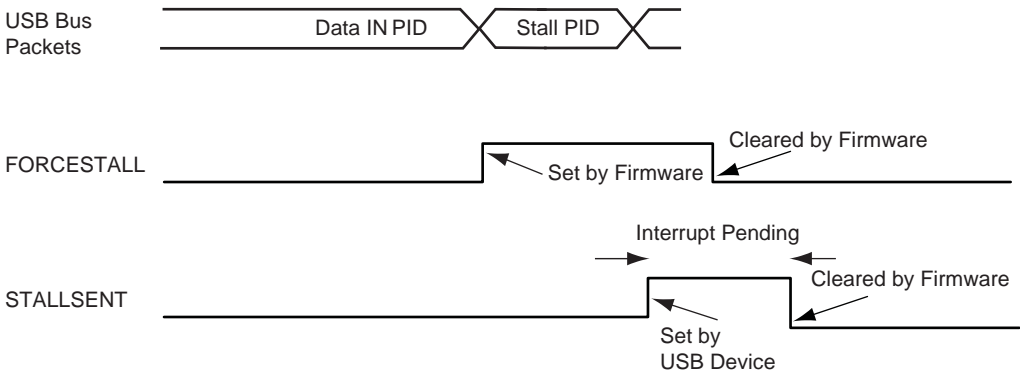 USB Bus
Packets
Data IN PID
Stall PID
FORCESTALL
Set by Firmware
Cleared by Firmware
Interrupt Pending
STALLSENT
Set by
USB Device
Cleared by Firmware